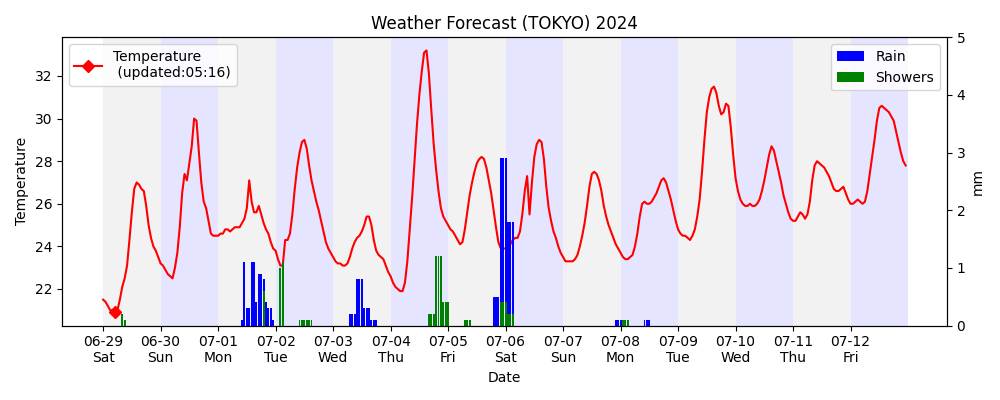 Weather Forecast (TOKYO) 2024
Temperature
(updated:05:16)
Rain
Showers
Temperature
32
30
28
26
24
22
5
4
3
2
1
0
mm
06-29 06-30 07-01 07-02 07-03 07-04 07-05 07-06 07-07 07-08 07-09 07-10 07-11 07-12
Sat Sun Mon Tue Wed Thu Fri Sat Sun Mon Tue Wed Thu Fri
Date